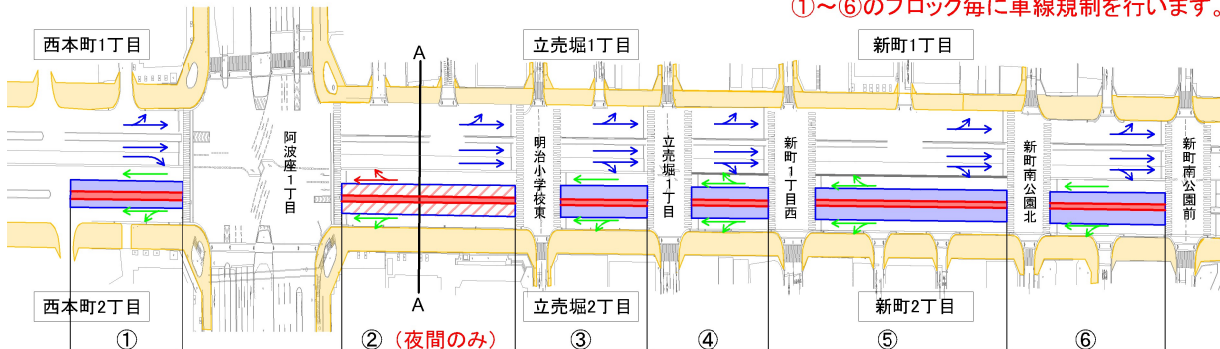 ①～⑥のブロック毎に車線規制を行います。
西本町1丁目
A
立売堀1丁目
新町1丁目
阿波座1丁目
明治小学校東
立売堀1丁目
新町1丁目西
新町南公園北
新町南公園前
西本町2丁目
A
立売堀2丁目
新町2丁目
① ② （夜間のみ） ③ ④ ⑤ ⑥